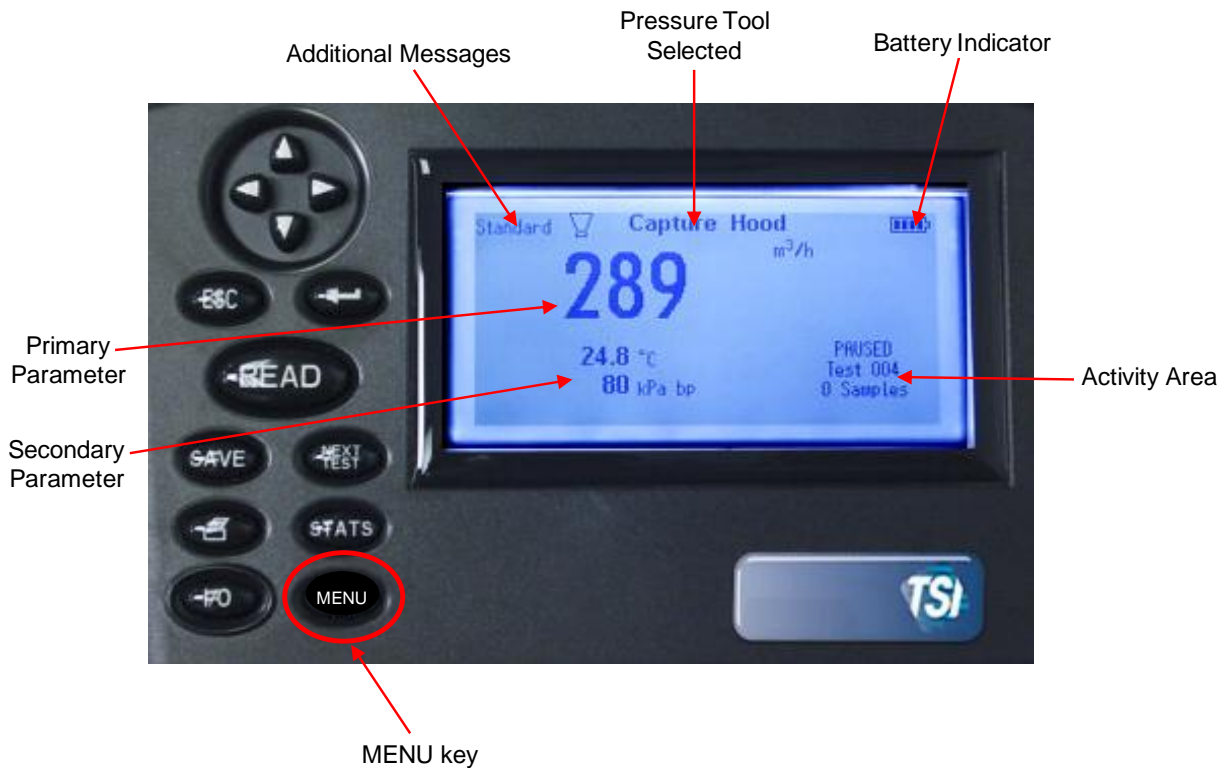 Pressure Tool
Selected
Additional Messages
Battery Indicator
Standard Capture Hood
m³/h
289
24.8 °C
80 kPa bp
PAUSED
Test 004
0 Samples
Primary
Parameter
Secondary
Parameter
Activity Area
ESC
READ
SAVE
NEXT
TEST
STATS
I/O
MENU
TSI
MENU key